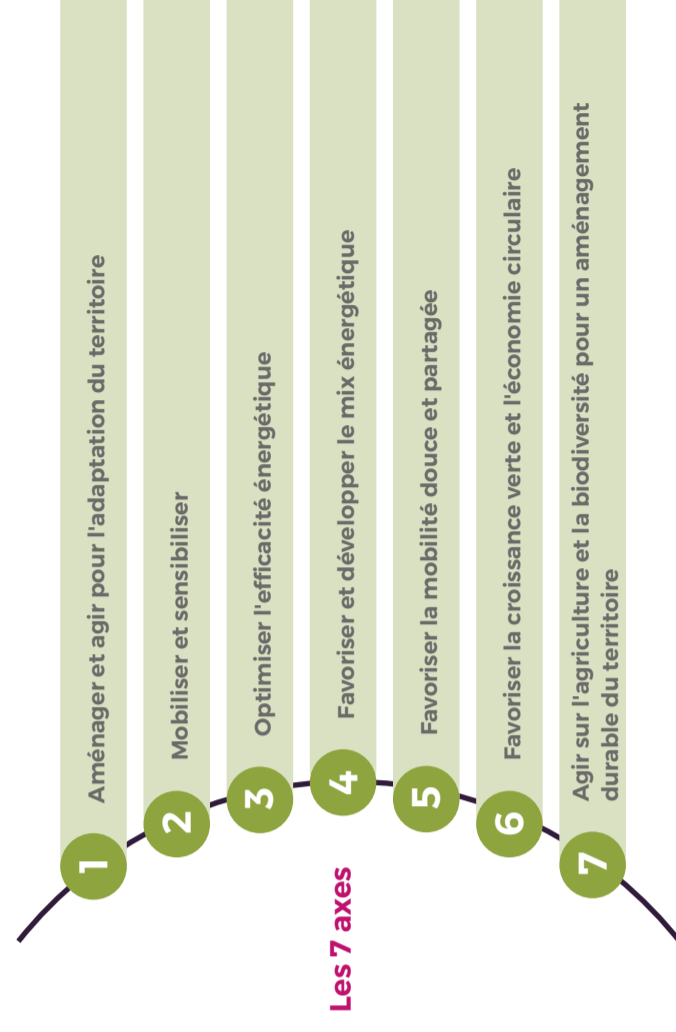 Les 7 axes
1
Aménager et agir pour l'adaptation du territoire
2
Mobiliser et sensibiliser
3
Optimiser l'efficacité énergétique
4
Favoriser et développer le mix énergétique
5
Favoriser la mobilité douce et partagée
6
Favoriser la croissance verte et l'économie circulaire
7
Agir sur l'agriculture et la biodiversité pour un aménagement
durable du territoire